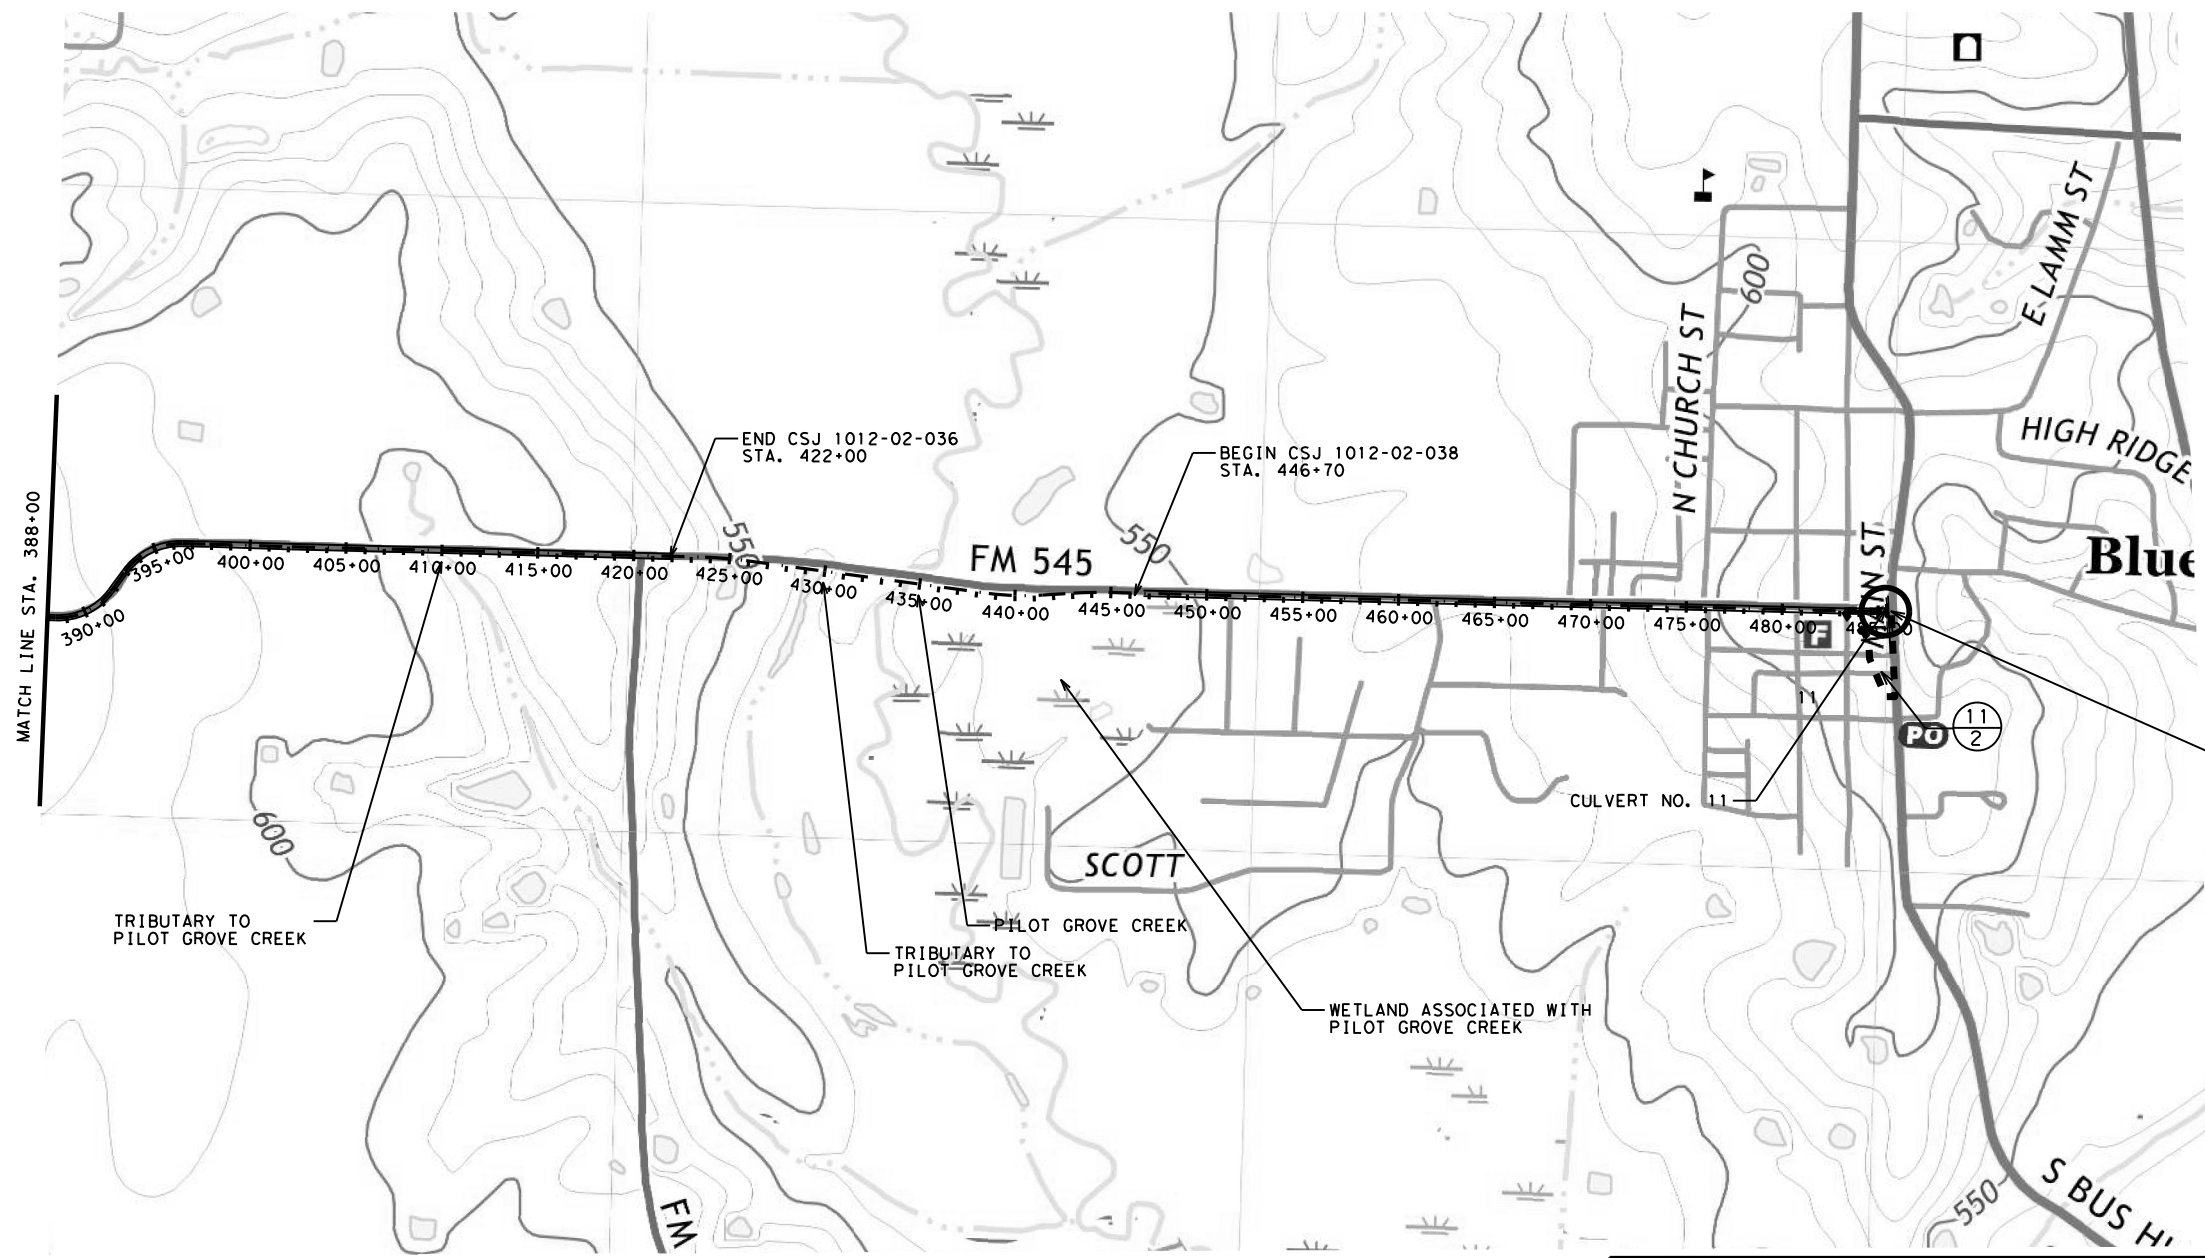 E LAMM ST
600
N CHURCH ST
HIGH RIDGE
END CSJ 1012-02-036
STA. 422+00
BEGIN CSJ 1012-02-038
STA. 446+70
MATCH LINE STA. 388+00
550
550
FM 545
MAIN ST
Blue
390+00
395+00
400+00
405+00
410+00
415+00
420+00
425+00
430+00
435+00
440+00
445+00
450+00
455+00
460+00
465+00
470+00
475+00
480+00
F
11
PO
11
2
CULVERT NO. 11
600
SCOTT
TRIBUTARY TO
PILOT GROVE CREEK
PILOT GROVE CREEK
TRIBUTARY TO
PILOT GROVE CREEK
WETLAND ASSOCIATED WITH
PILOT GROVE CREEK
FM
550
S BUS